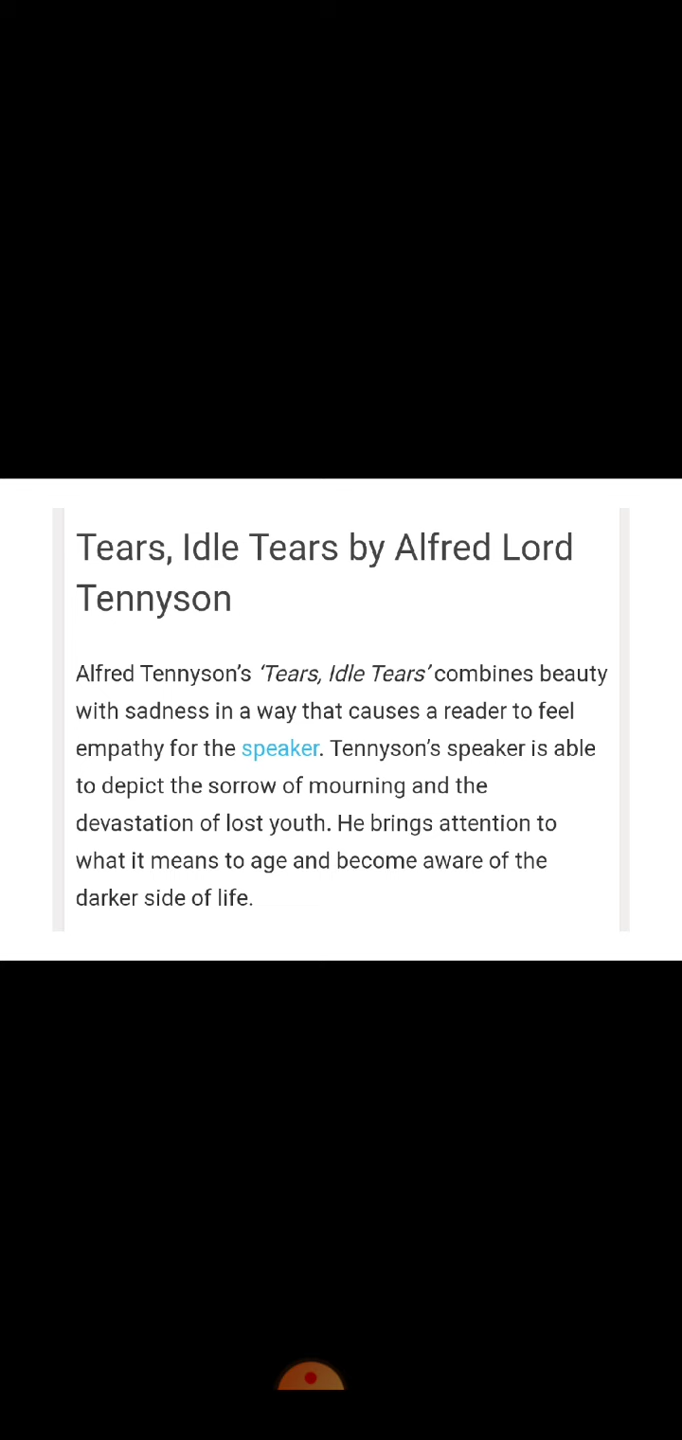 Tears, Idle Tears by Alfred Lord
Tennyson
Alfred Tennyson’s ‘Tears, Idle Tears’ combines beauty
with sadness in a way that causes a reader to feel
empathy for the speaker. Tennyson’s speaker is able
to depict the sorrow of mourning and the
devastation of lost youth. He brings attention to
what it means to age and become aware of the
darker side of life.